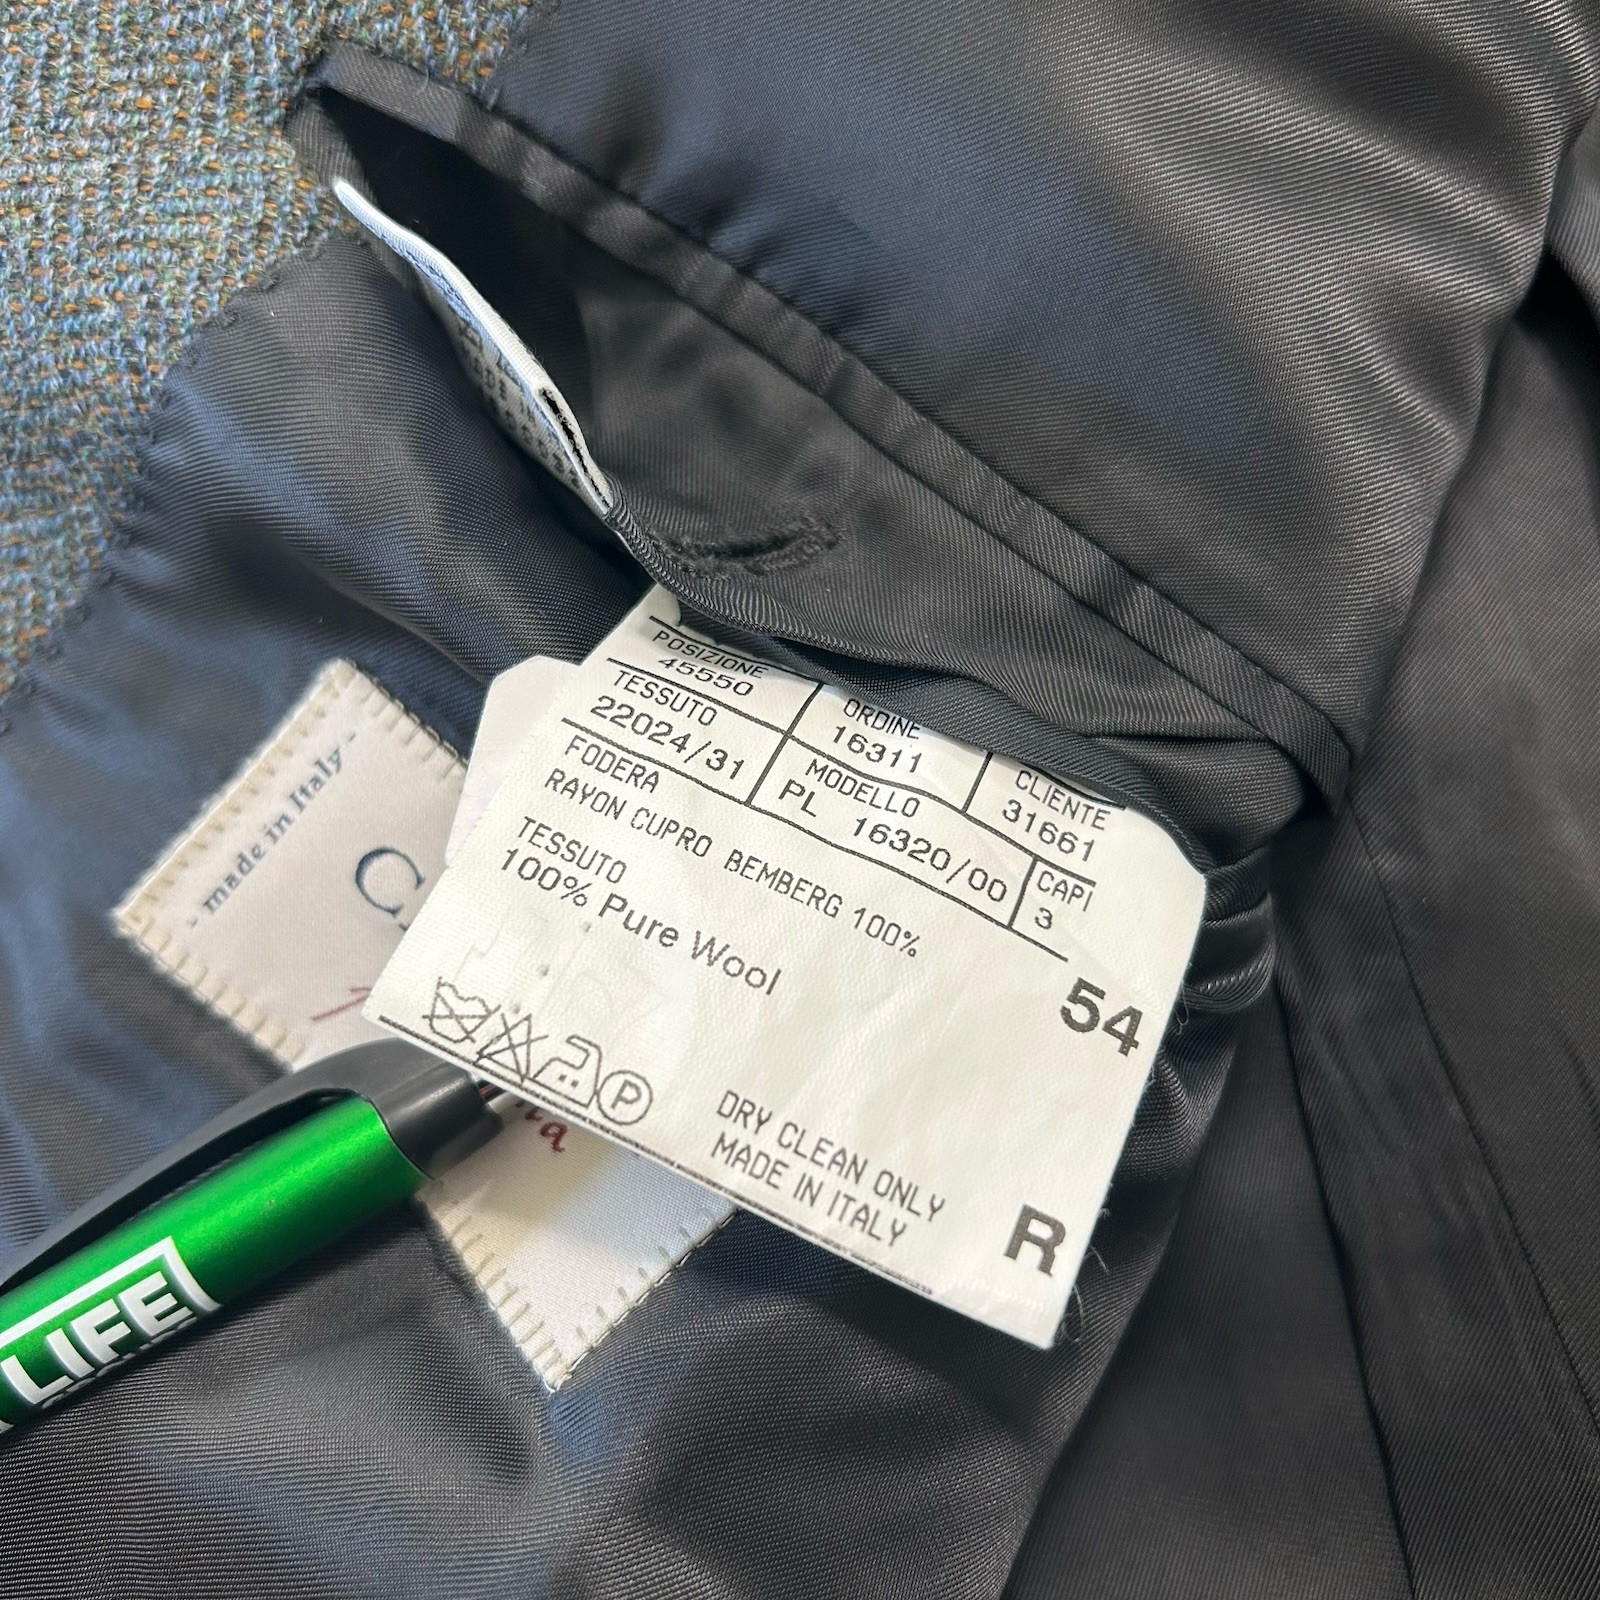 POSIZIONE
45550
ORDINE
16311
CLIENTE
31661
TESSUTO
22024/31
MODELLO
PL 16320/00
CAPI
3
FODERA
RAYON CUPRO BEMBERG 100%
TESSUTO
100% Pure Wool
54
P
DRY CLEAN ONLY
MADE IN ITALY
R
- made in Italy -
LIFE